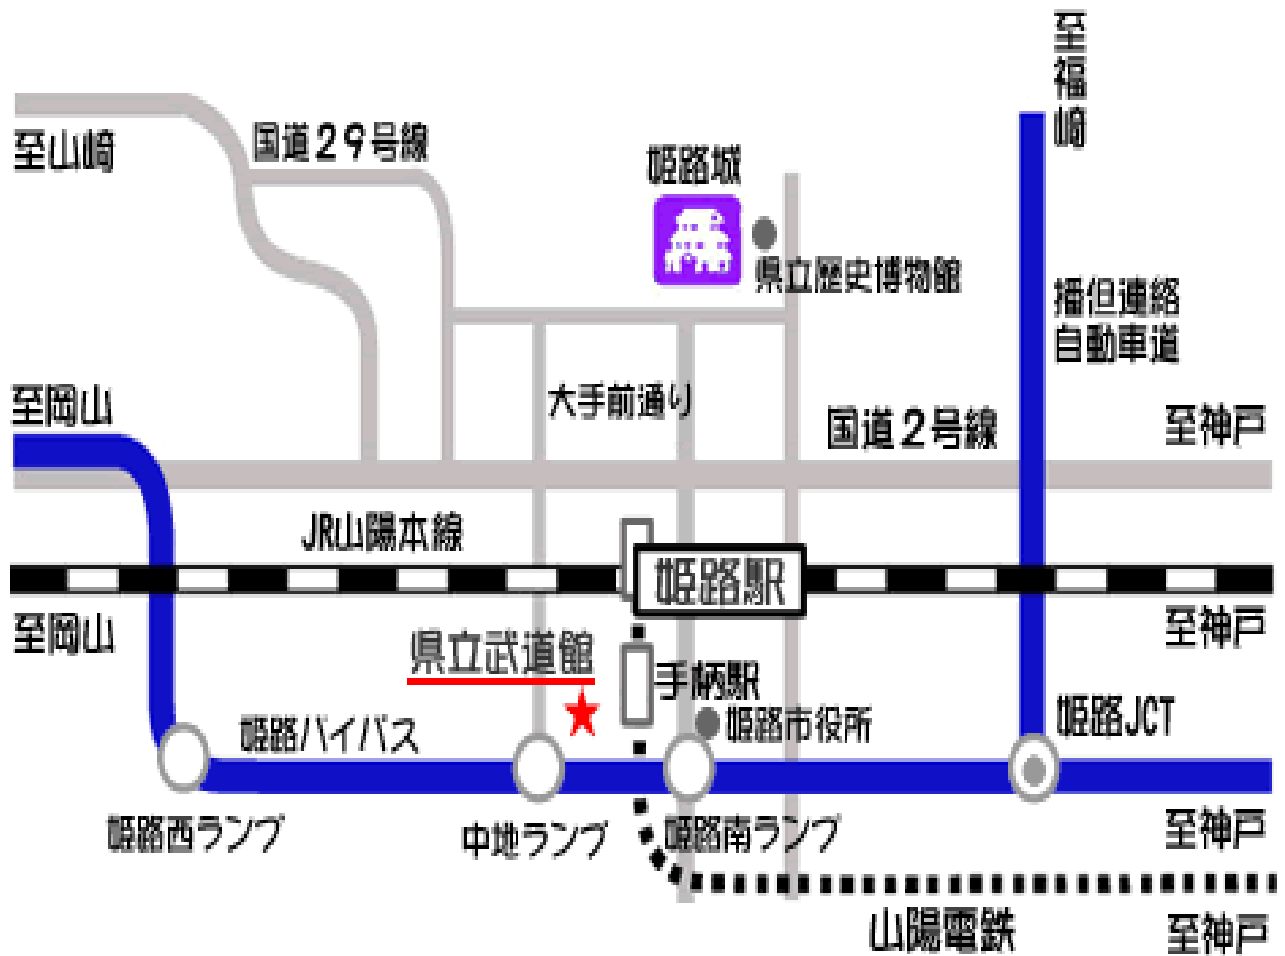 至福崎
至山崎
国道29号線
姫路城
県立歴史博物館
播但連絡
自動車道
至岡山
大手前通り
国道2号線
至神戸
JR山陽本線
姫路駅
至岡山
至神戸
県立武道館
手柄駅
姫路バイパス
姫路市役所
姫路JCT
姫路西ランプ
中地ランプ
姫路南ランプ
至神戸
山陽電鉄
至神戸